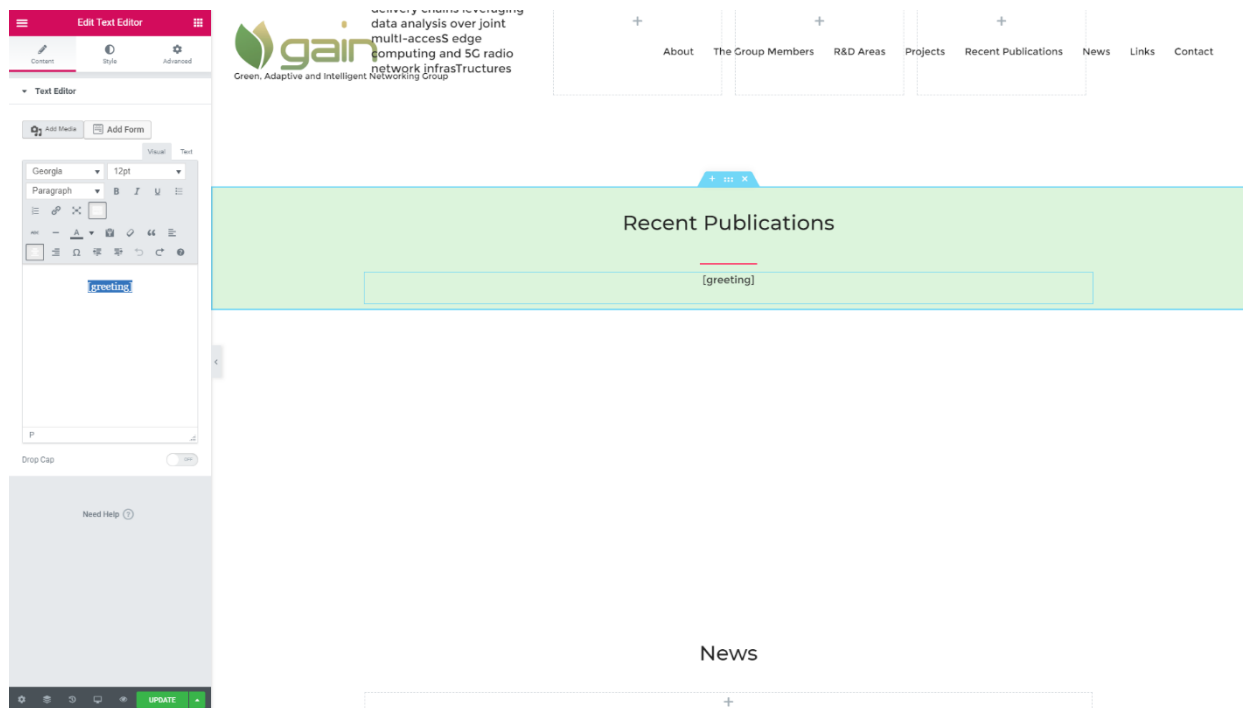 Edit Text Editor
Content
Style
Advanced
Text Editor
Add Media
Add Form
Visual
Text
Georgia
12pt
Paragraph
B
I
U
ABC
A
Ω
[greeting]
P
Drop Cap
OFF
Need Help ?
UPDATE
delivery chains leveraging
data analysis over joint
multI-accesS edge
computing and 5G radio
network infrasTructures
gain
Green, Adaptive and Intelligent Networking Group
About
The Group Members
R&D Areas
Projects
Recent Publications
News
Links
Contact
Recent Publications
[greeting]
News